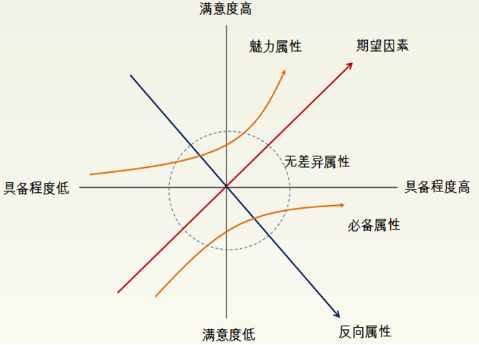 满意度高
魅力属性
期望因素
无差异属性
具备程度低
具备程度高
必备属性
满意度低
反向属性